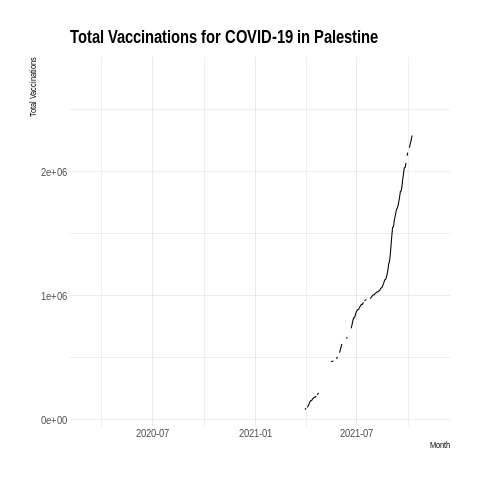 Total Vaccinations for COVID-19 in Palestine
Total Vaccinations
2e+06
1e+06
0e+00
2020-07 2021-01 2021-07
Month